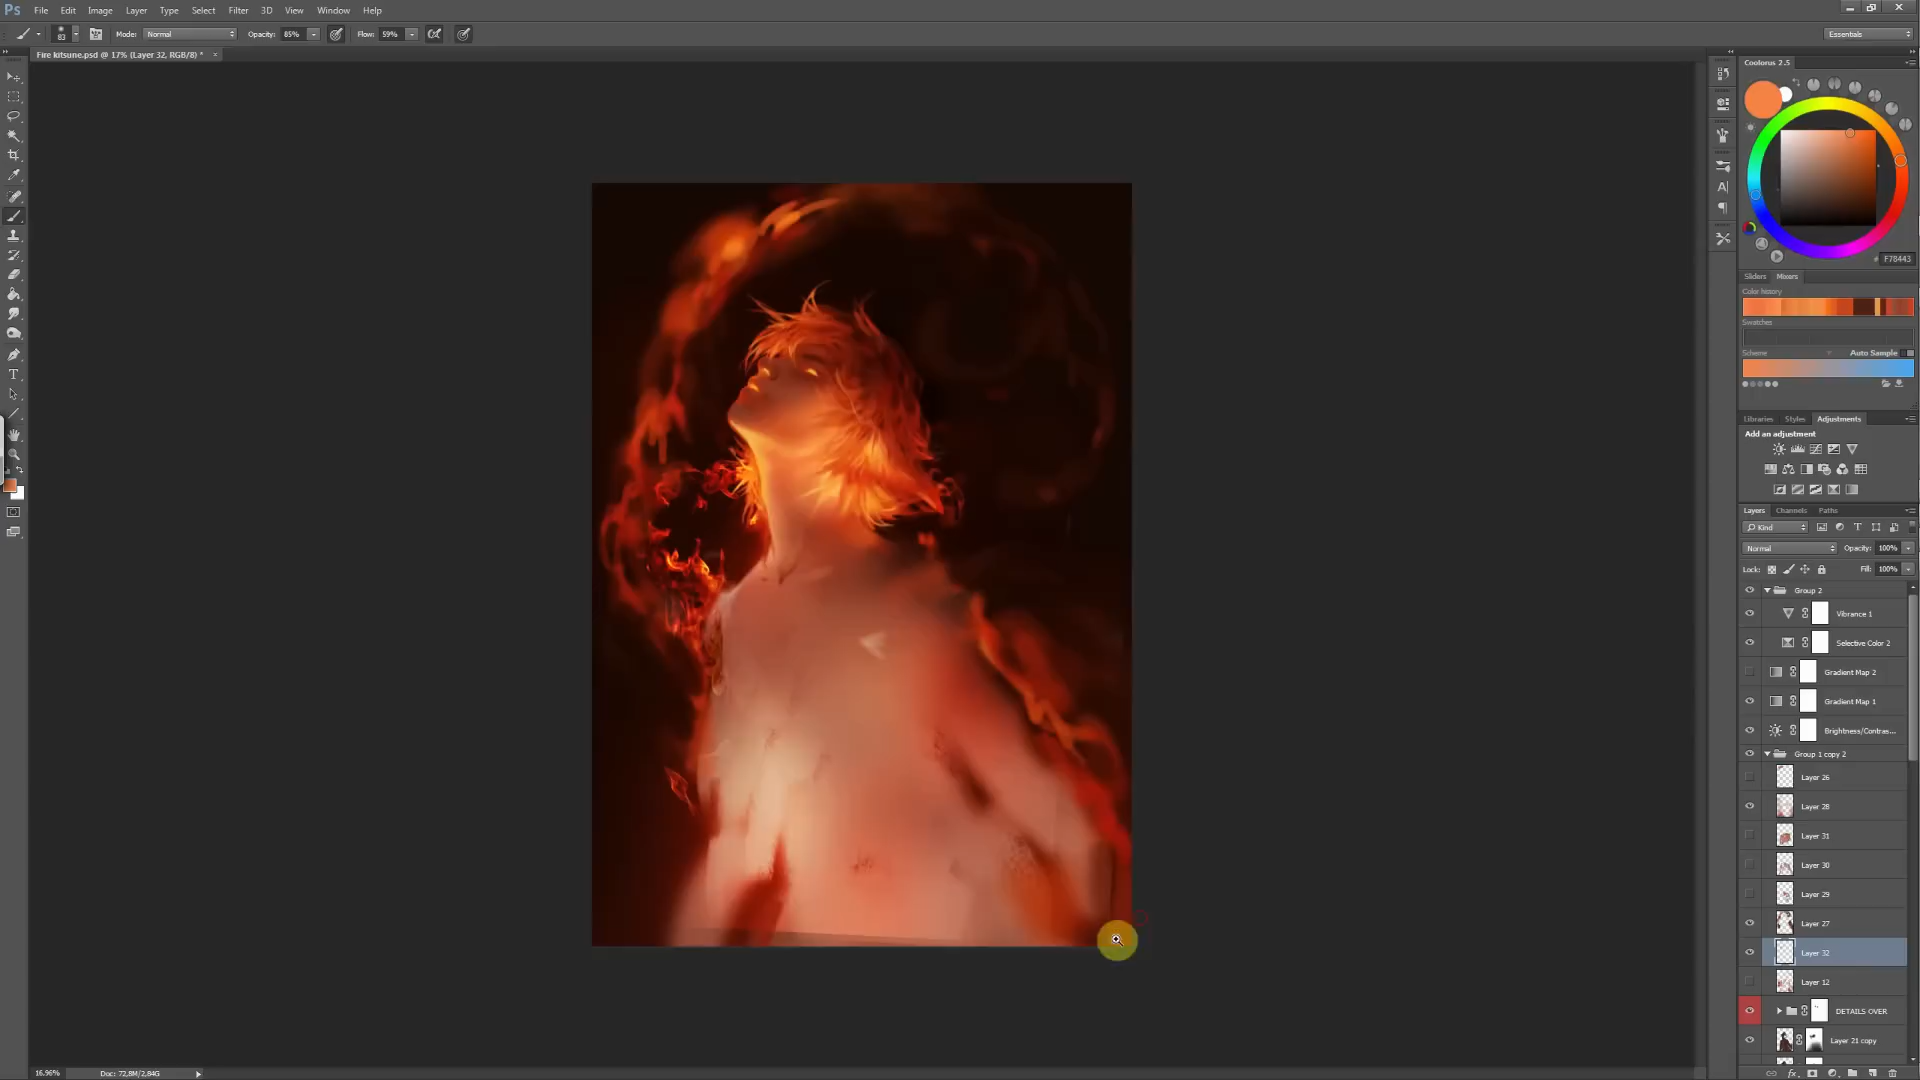 Ps File Edit Image Layer Type Select Filter 3D View Window Help
83 Mode: Normal Opacity: 85% Flow: 59% Essentials
Fire kitsune.psd @ 17% (Layer 32, RGB/8) * ×
Coolorus 2.5
# F78443
Sliders Mixers
Color history
Swatches
Scheme Auto Sample
Libraries Styles Adjustments
Add an adjustment
Layers Channels Paths
Kind
Normal Opacity: 100%
Lock: Fill: 100%
Group 2
Vibrance 1
Selective Color 2
Gradient Map 2
Gradient Map 1
Brightness/Contras...
Group 1 copy 2
Layer 26
Layer 28
Layer 31
Layer 30
Layer 29
Layer 27
Layer 32
Layer 12
DETAILS OVER
Layer 21 copy
16,96% Doc: 72,8M/2,84G